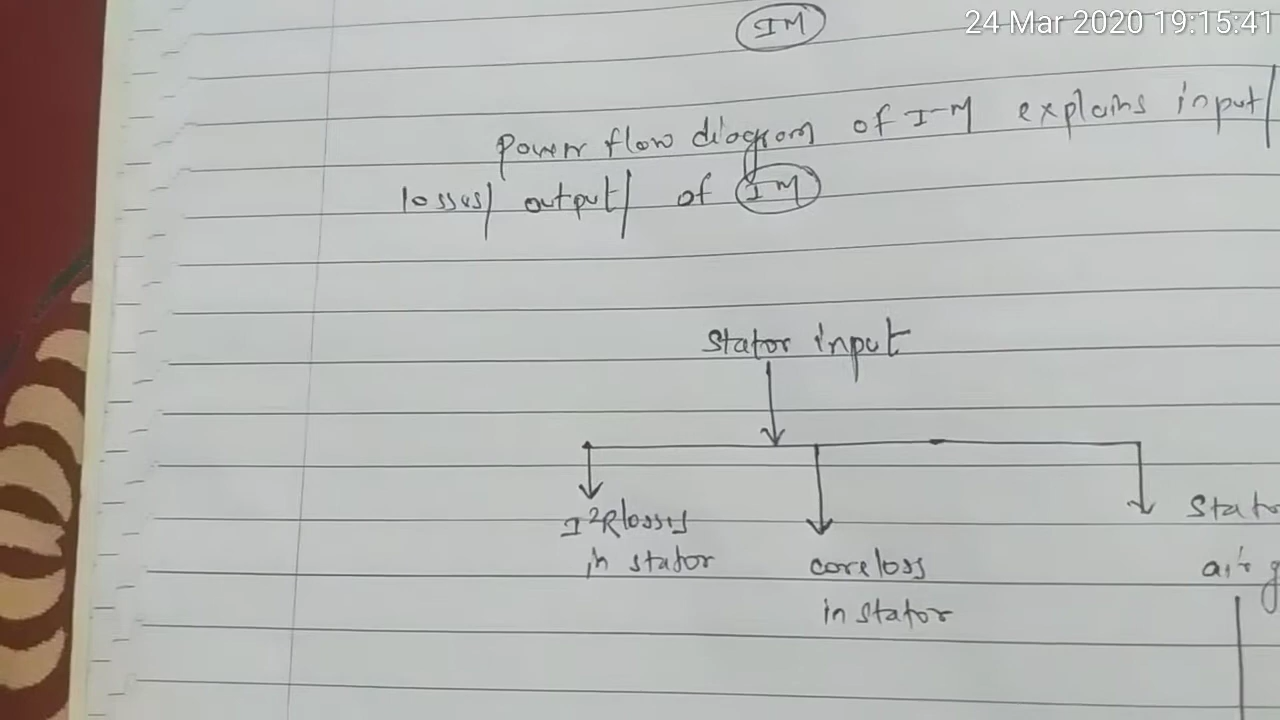 IM
24 Mar 2020 19:15:41
power flow diagram of I-M explains input/
losses/ output/ of IM
Stator input
I²R losses
in stator
core loss
in stator
air